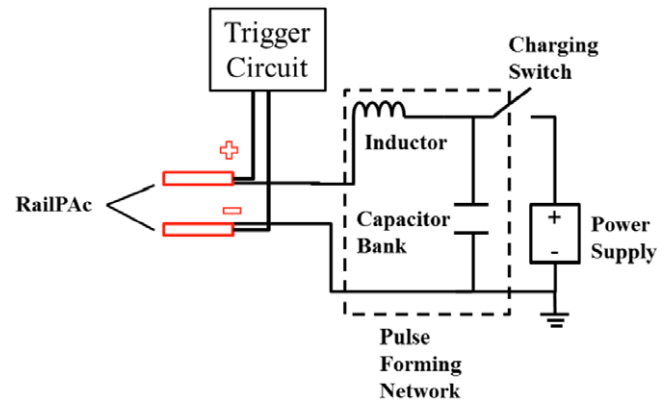 Trigger
Circuit
Charging
Switch
Inductor
RailPAc
Capacitor
Bank
+
-
Power
Supply
Pulse
Forming
Network